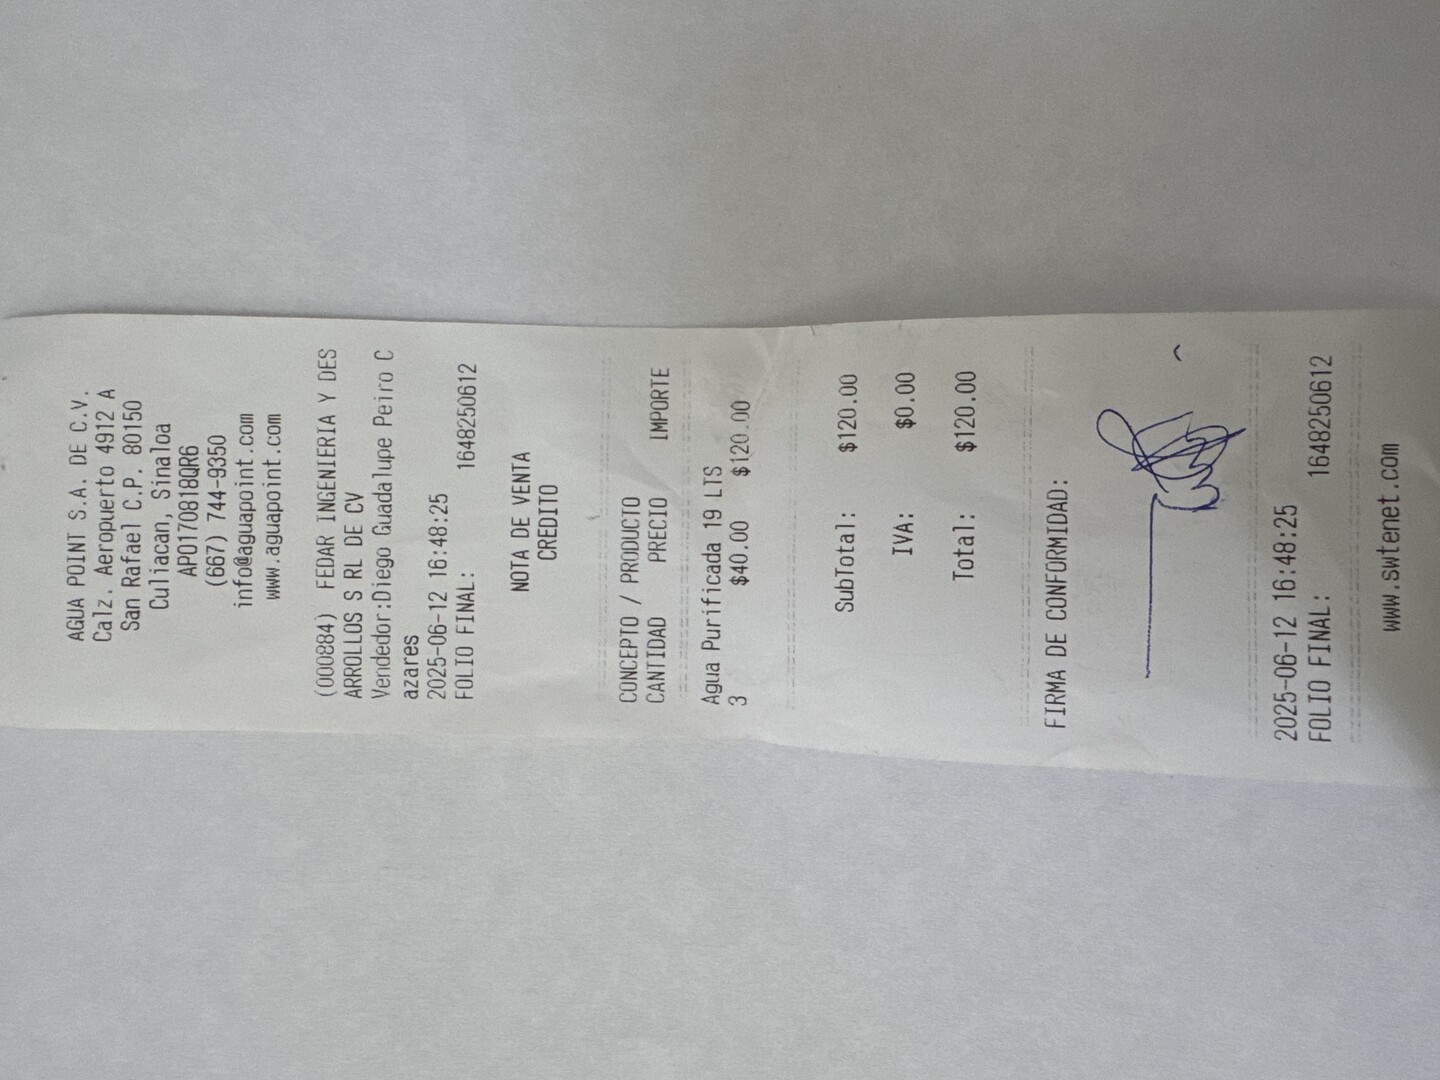 AGUA POINT S.A. DE C.V.
Calz. Aeropuerto 4912 A
San Rafael C.P. 80150
Culiacan, Sinaloa
APO170818QR6
(667) 744-9350
info@aguapoint.com
www.aguapoint.com
(000884) FEDAR INGENIERIA Y DES
ARROLLOS S RL DE CV
Vendedor:Diego Guadalupe Peiro C
azares
2025-06-12 16:48:25
FOLIO FINAL: 1648250612
NOTA DE VENTA
CREDITO
CONCEPTO / PRODUCTO
CANTIDAD PRECIO IMPORTE
Agua Purificada 19 LTS
3 $40.00 $120.00
SubTotal: $120.00
IVA: $0.00
Total: $120.00
FIRMA DE CONFORMIDAD:
2025-06-12 16:48:25
FOLIO FINAL: 1648250612
www.swtenet.com